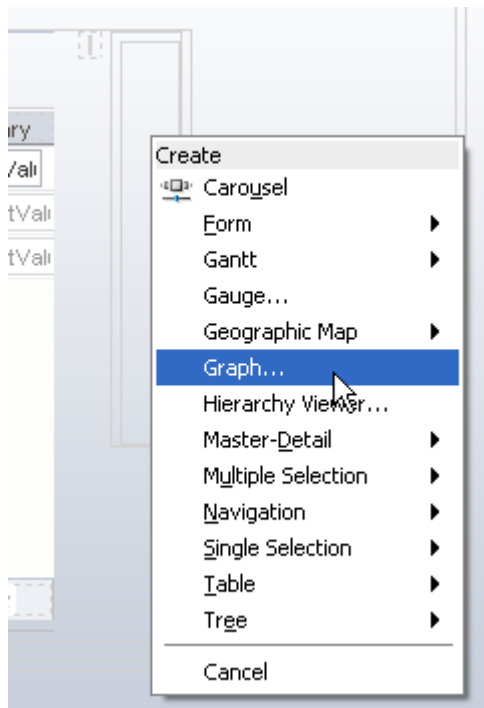 Create
Carousel
Form
Gantt
Gauge...
Geographic Map
Graph...
Hierarchy Viewer...
Master-Detail
Multiple Selection
Navigation
Single Selection
Table
Tree
Cancel